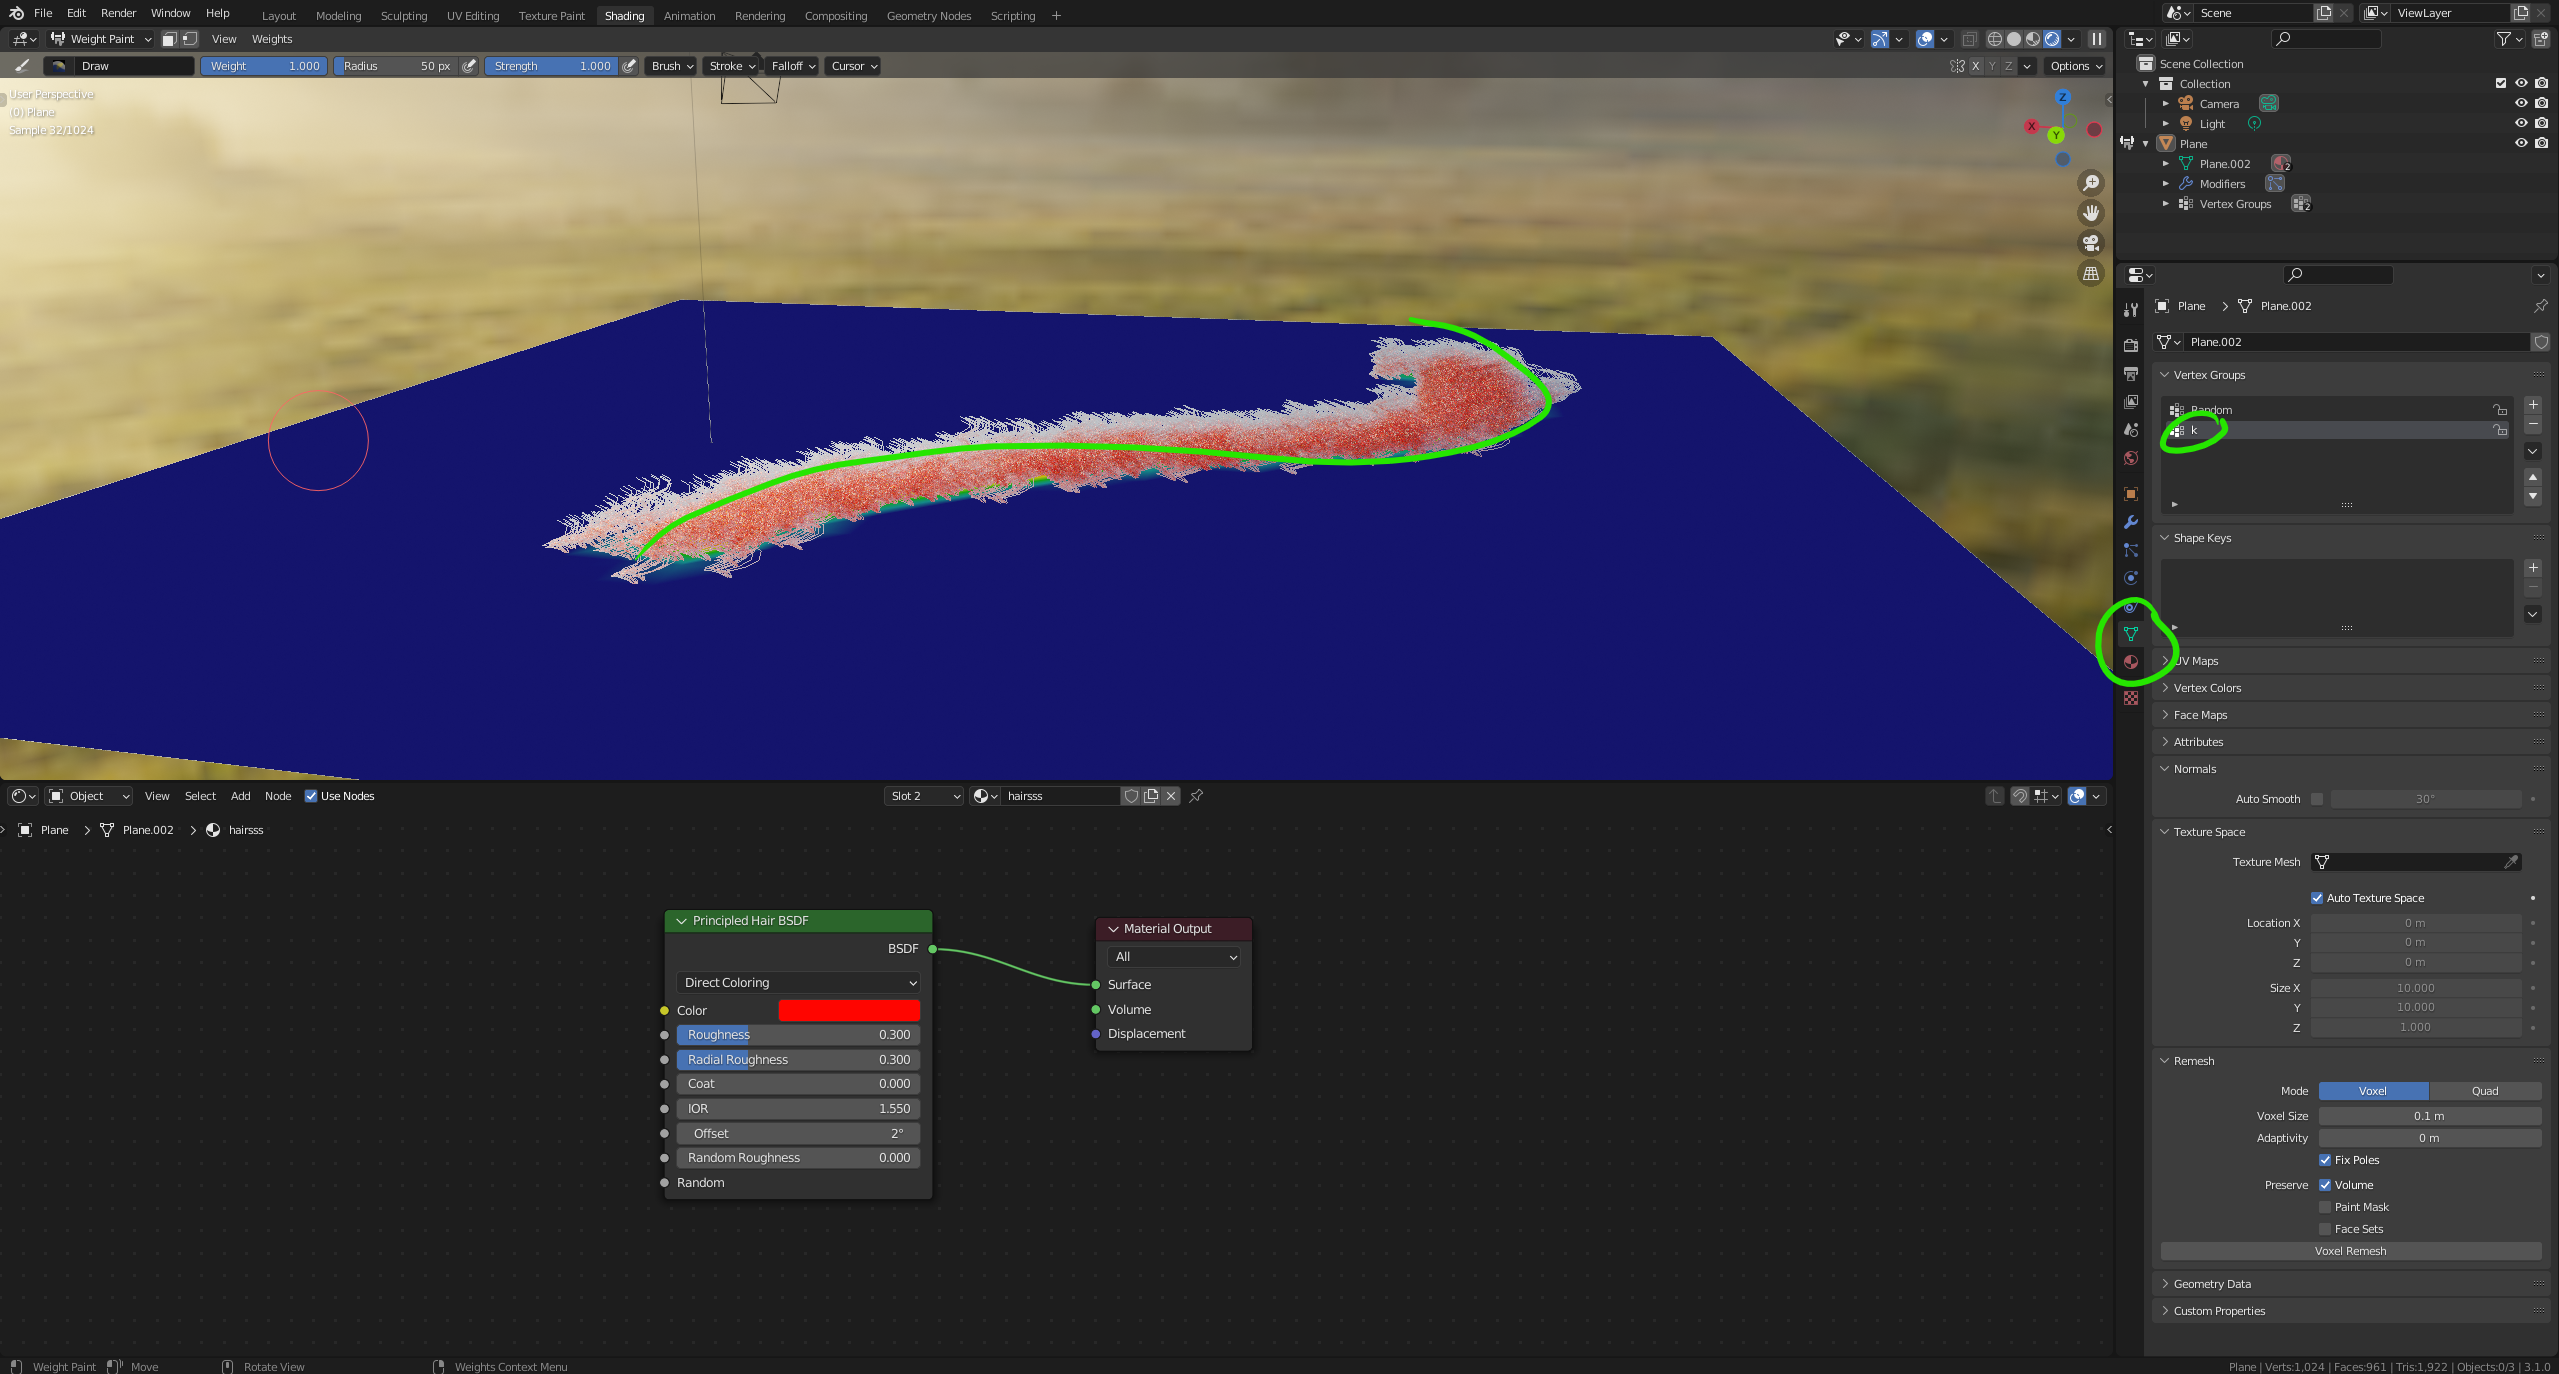 File Edit Render Window Help Layout Modeling Sculpting UV Editing Texture Paint Shading Animation Rendering Compositing Geometry Nodes Scripting + Scene ViewLayer
Weight Paint View Weights
Draw Weight 1.000 Radius 50 px Strength 1.000 Brush Stroke Falloff Cursor X Y Z Options
User Perspective
(0) Plane
Sample 32/1024
Z
X
Y
Scene Collection
Collection
Camera
Light
Plane
Plane.002 2
Modifiers
Vertex Groups 2
Plane > Plane.002
Plane.002
Vertex Groups
Random
k
Shape Keys
UV Maps
Vertex Colors
Face Maps
Attributes
Normals
Auto Smooth 30°
Texture Space
Texture Mesh
Auto Texture Space
Location X 0 m
Y 0 m
Z 0 m
Size X 10.000
Y 10.000
Z 1.000
Remesh
Mode Voxel Quad
Voxel Size 0.1 m
Adaptivity 0 m
Fix Poles
Preserve Volume
Paint Mask
Face Sets
Voxel Remesh
Geometry Data
Custom Properties
Object View Select Add Node Use Nodes Slot 2 hairsss
Plane > Plane.002 > hairsss
Principled Hair BSDF
BSDF
Direct Coloring
Color
Roughness 0.300
Radial Roughness 0.300
Coat 0.000
IOR 1.550
Offset 2°
Random Roughness 0.000
Random
Material Output
All
Surface
Volume
Displacement
Weight Paint Move Rotate View Weights Context Menu Plane | Verts:1,024 | Faces:961 | Tris:1,922 | Objects:0/3 | 3.1.0